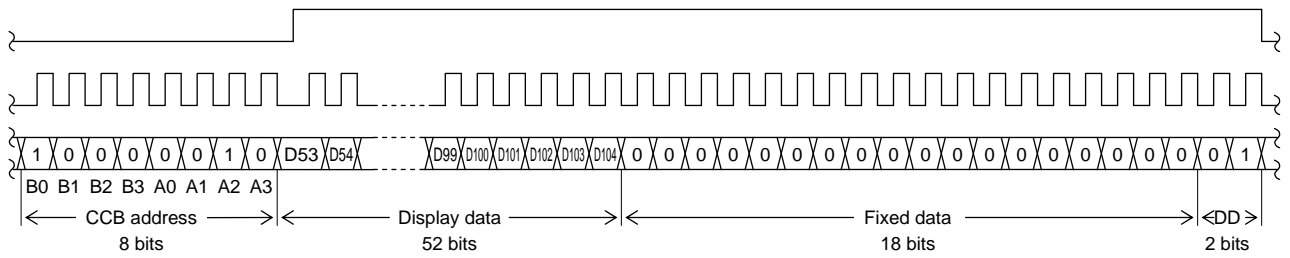 1 0 0 0 0 0 1 0 D53 D54 D99 D100 D101 D102 D103 D104 0 0 0 0 0 0 0 0 0 0 0 0 0 0 0 0 0 0 0 1
B0 B1 B2 B3 A0 A1 A2 A3
CCB address Display data Fixed data DD
8 bits 52 bits 18 bits 2 bits